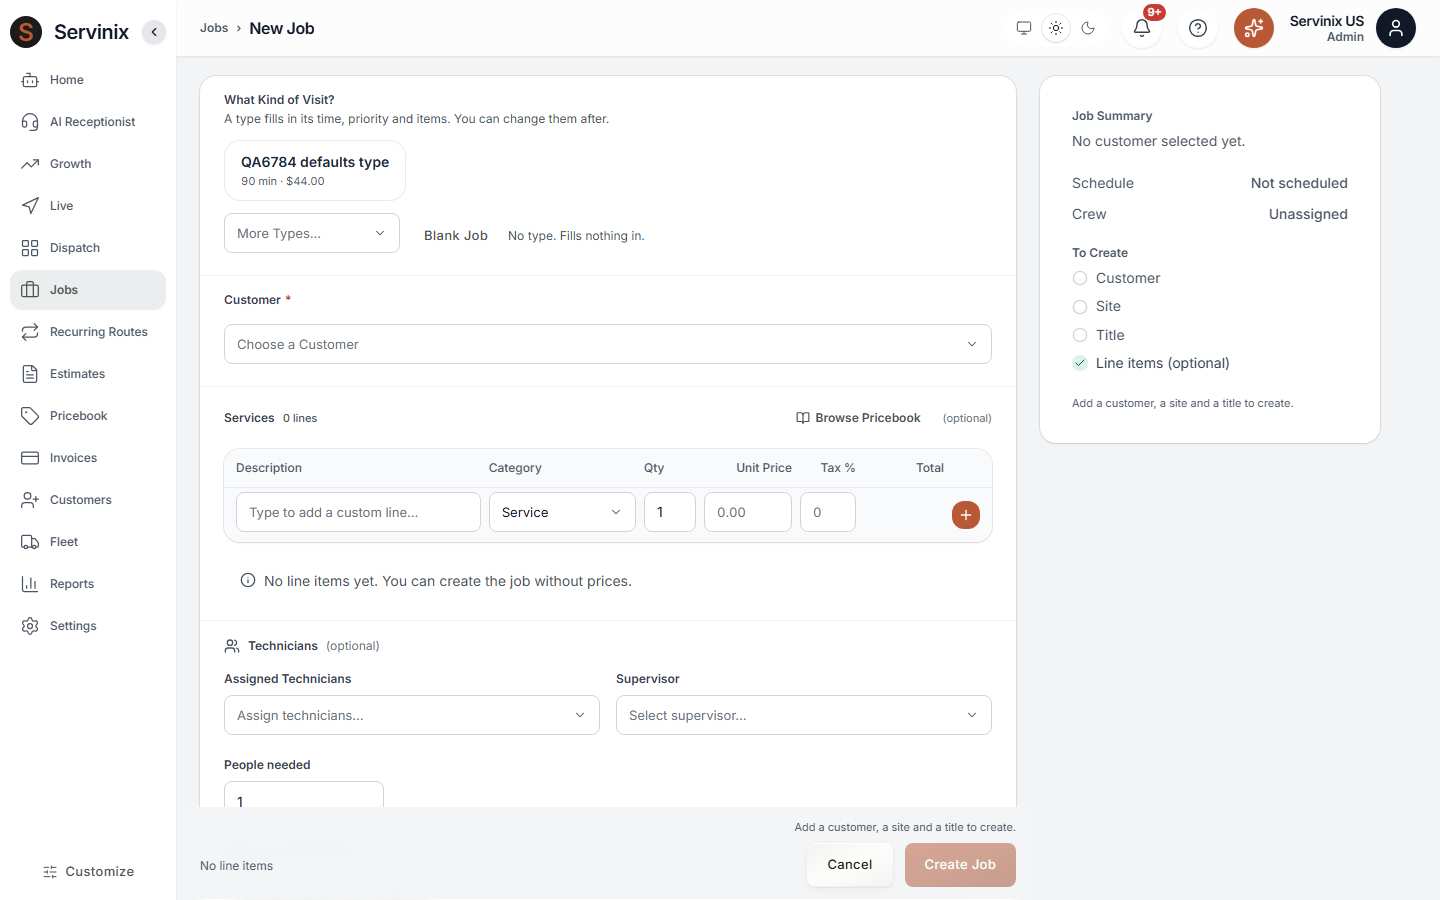 S Servinix
Home
AI Receptionist
Growth
Live
Dispatch
Jobs
Recurring Routes
Estimates
Pricebook
Invoices
Customers
Fleet
Reports
Settings
Customize
Jobs › New Job
9+
Servinix US
Admin
What Kind of Visit?
A type fills in its time, priority and items. You can change them after.
QA6784 defaults type
90 min · $44.00
More Types...
Blank Job
No type. Fills nothing in.
Customer *
Choose a Customer
Services 0 lines
Browse Pricebook
(optional)
Description Category Qty Unit Price Tax % Total
Type to add a custom line... Service 1 0.00 0
No line items yet. You can create the job without prices.
Technicians (optional)
Assigned Technicians
Assign technicians...
Supervisor
Select supervisor...
People needed
1
Add a customer, a site and a title to create.
No line items
Cancel
Create Job
Job Summary
No customer selected yet.
Schedule Not scheduled
Crew Unassigned
To Create
Customer
Site
Title
Line items (optional)
Add a customer, a site and a title to create.